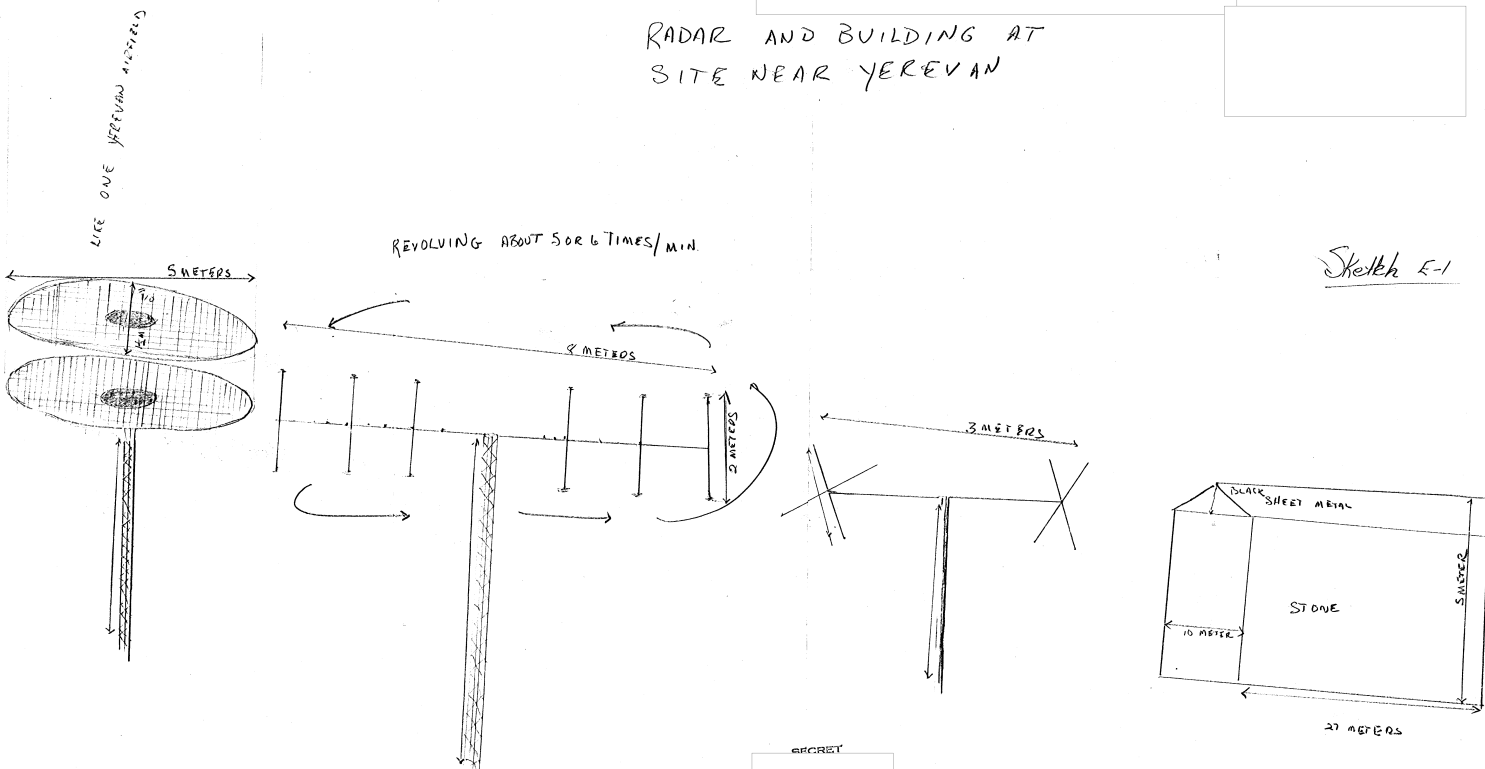 RADAR AND BUILDING AT
SITE NEAR YEREVAN
LIKE ONE YEREVAN AIRFIELD
REVOLVING ABOUT 5 OR 6 TIMES/MIN.
Sketch E-1
5 METERS
8 METERS
2 METERS
3 METERS
BLACK SHEET METAL
STONE
5 METER
10 METER
27 METERS
SECRET